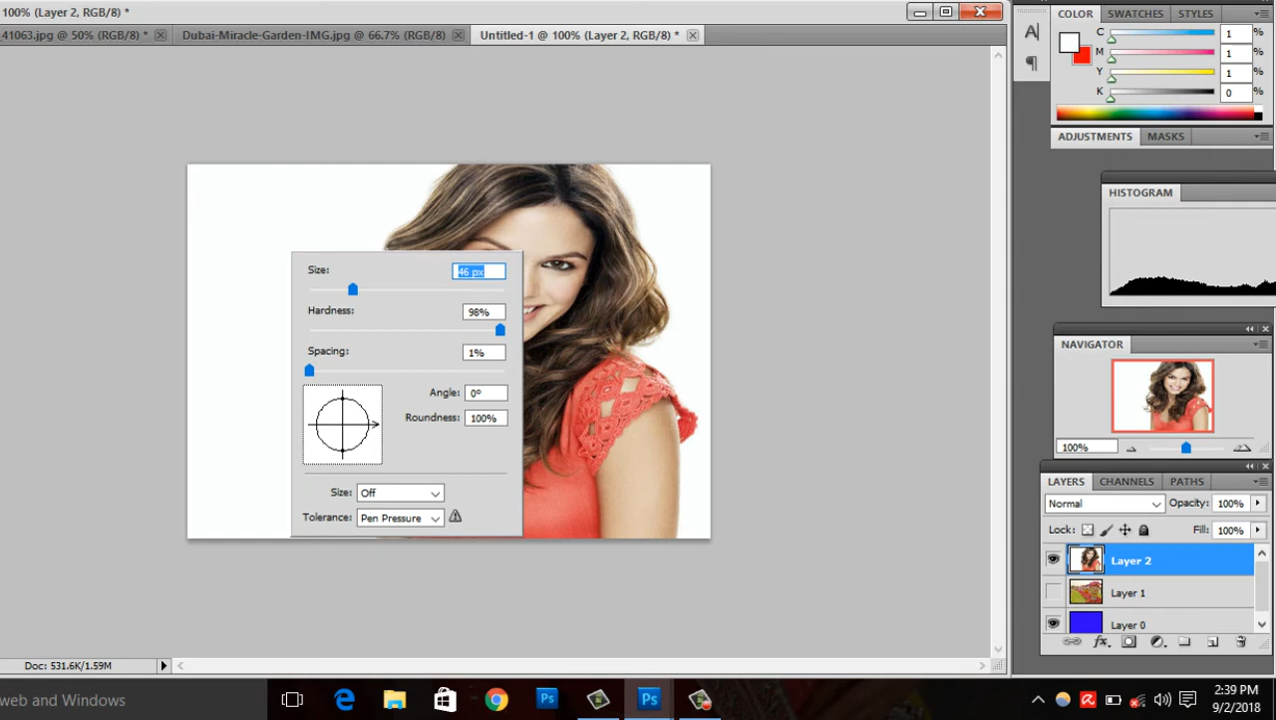 100% (Layer 2, RGB/8) *
41063.jpg @ 50% (RGB/8) *
Dubai-Miracle-Garden-IMG.jpg @ 66.7% (RGB/8)
Untitled-1 @ 100% (Layer 2, RGB/8) *
COLOR
SWATCHES
STYLES
C 1 %
M 1 %
Y 1 %
K 0 %
ADJUSTMENTS
MASKS
HISTOGRAM
Size: 46 px
Hardness: 98%
Spacing: 1%
Angle: 0º
Roundness: 100%
Size: Off
Tolerance: Pen Pressure
NAVIGATOR
100%
LAYERS
CHANNELS
PATHS
Normal
Opacity: 100%
Lock:
Fill: 100%
Layer 2
Layer 1
Layer 0
Doc: 531.6K/1.59M
web and Windows
2:39 PM
9/2/2018